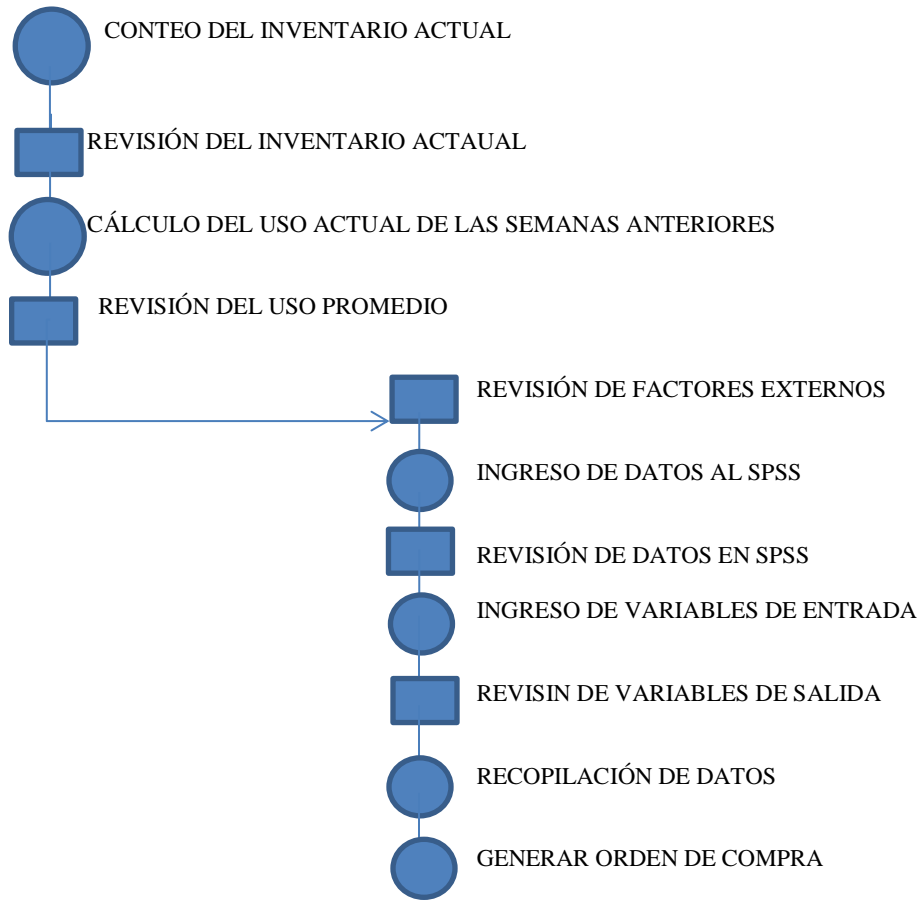 CONTEO DEL INVENTARIO ACTUAL
REVISIÓN DEL INVENTARIO ACTAUAL
CÁLCULO DEL USO ACTUAL DE LAS SEMANAS ANTERIORES
REVISIÓN DEL USO PROMEDIO
REVISIÓN DE FACTORES EXTERNOS
INGRESO DE DATOS AL SPSS
REVISIÓN DE DATOS EN SPSS
INGRESO DE VARIABLES DE ENTRADA
REVISIN DE VARIABLES DE SALIDA
RECOPILACIÓN DE DATOS
GENERAR ORDEN DE COMPRA